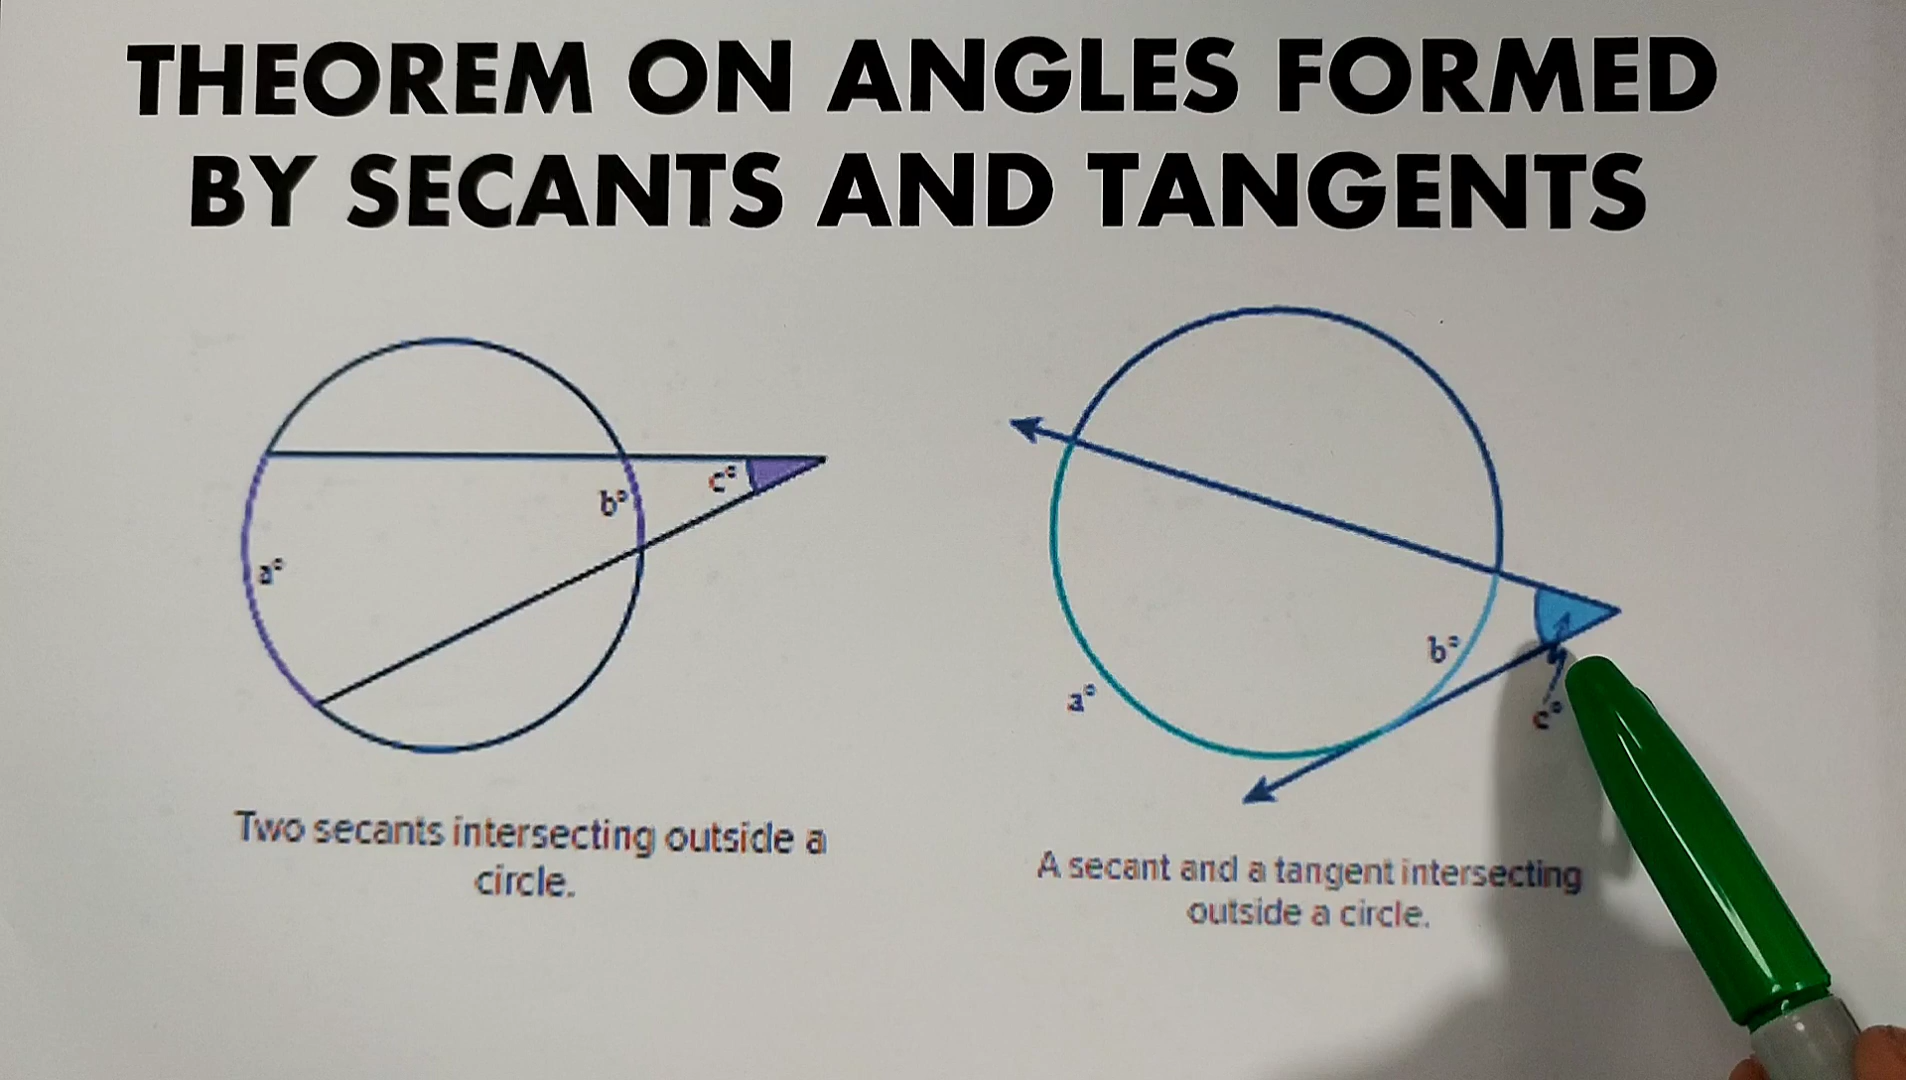 THEOREM ON ANGLES FORMED
BY SECANTS AND TANGENTS
a°
b°
c°
Two secants intersecting outside a
circle.
a°
b°
c°
A secant and a tangent intersecting
outside a circle.